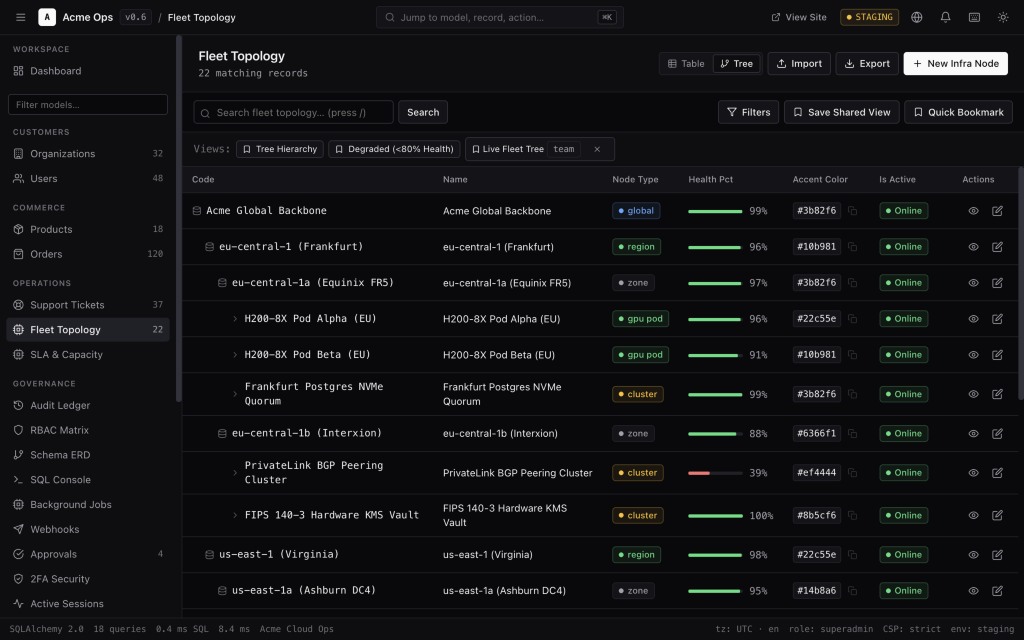 A Acme Ops v0.6 / Fleet Topology Jump to model, record, action... ⌘K View Site STAGING
WORKSPACE
Dashboard
Filter models...
CUSTOMERS
Organizations 32
Users 48
COMMERCE
Products 18
Orders 120
OPERATIONS
Support Tickets 37
Fleet Topology 22
SLA & Capacity
GOVERNANCE
Audit Ledger
RBAC Matrix
Schema ERD
SQL Console
Background Jobs
Webhooks
Approvals 4
2FA Security
Active Sessions
Fleet Topology
22 matching records
Table Tree Import Export + New Infra Node
Search fleet topology... (press /) Search Filters Save Shared View Quick Bookmark
Views: Tree Hierarchy Degraded (<80% Health) Live Fleet Tree team ×
Code Name Node Type Health Pct Accent Color Is Active Actions
Acme Global Backbone Acme Global Backbone global 99% #3b82f6 Online
eu-central-1 (Frankfurt) eu-central-1 (Frankfurt) region 96% #10b981 Online
eu-central-1a (Equinix FR5) eu-central-1a (Equinix FR5) zone 97% #3b82f6 Online
H200-8X Pod Alpha (EU) H200-8X Pod Alpha (EU) gpu pod 96% #22c55e Online
H200-8X Pod Beta (EU) H200-8X Pod Beta (EU) gpu pod 91% #10b981 Online
Frankfurt Postgres NVMe Quorum Frankfurt Postgres NVMe Quorum cluster 99% #3b82f6 Online
eu-central-1b (Interxion) eu-central-1b (Interxion) zone 88% #6366f1 Online
PrivateLink BGP Peering Cluster PrivateLink BGP Peering Cluster cluster 39% #ef4444 Online
FIPS 140-3 Hardware KMS Vault FIPS 140-3 Hardware KMS Vault cluster 100% #8b5cf6 Online
us-east-1 (Virginia) us-east-1 (Virginia) region 98% #22c55e Online
us-east-1a (Ashburn DC4) us-east-1a (Ashburn DC4) zone 95% #14b8a6 Online
SQLAlchemy 2.0 18 queries 0.4 ms SQL 8.4 ms Acme Cloud Ops tz: UTC · en role: superadmin CSP: strict env: staging